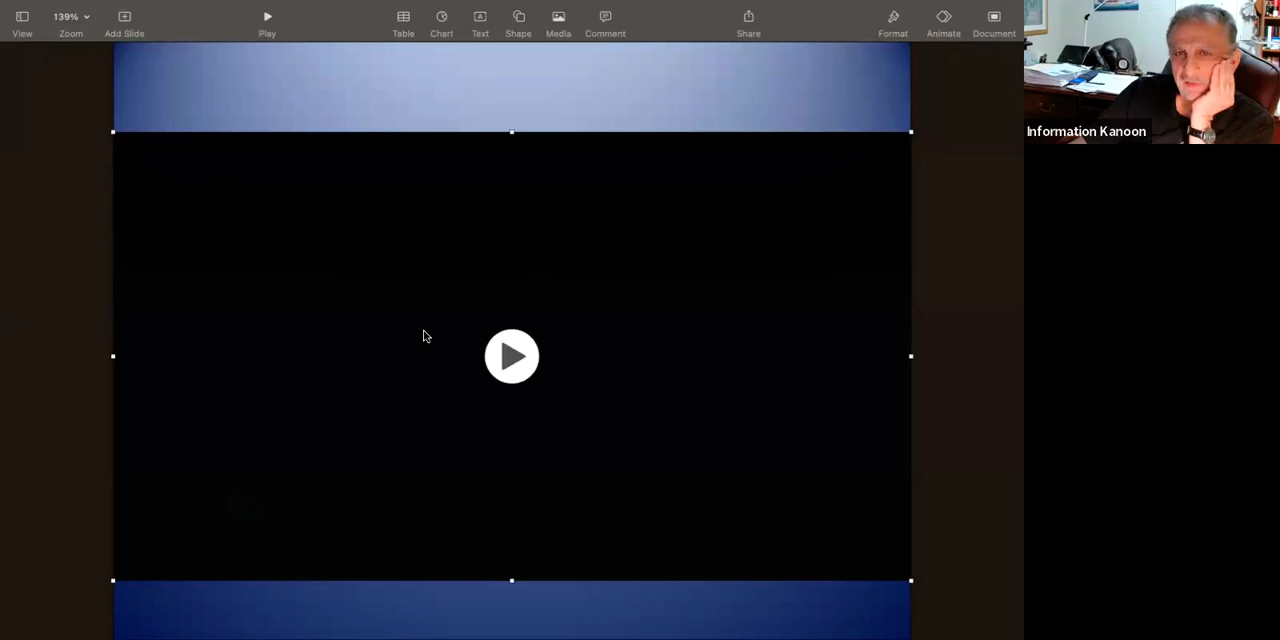 139%
View
Zoom
Add Slide
Play
Table
Chart
Text
Shape
Media
Comment
Share
Format
Animate
Document
Information Kanoon